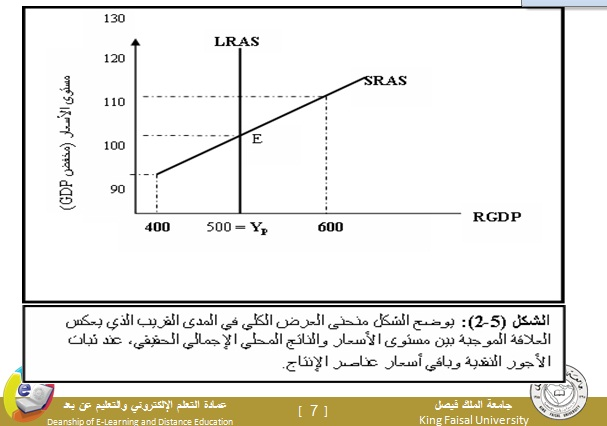 130
120
110
100
90
مستوى الأسعار (مخفض GDP)
LRAS
SRAS
E
RGDP
400
500 = Yp
600
الشكل (5-2): يوضح الشكل منحنى العرض الكلي في المدى القريب الذي يعكس
العلاقة الموجبة بين مستوى الأسعار والناتج المحلي الإجمالي الحقيقي، عند ثبات
الأجور النقدية وباقي أسعار عناصر الإنتاج.
عمادة التعلم الإلكتروني والتعليم عن بعد
Deanship of E-Learning and Distance Education
[ 7 ]
جامعة الملك فيصل
King Faisal University